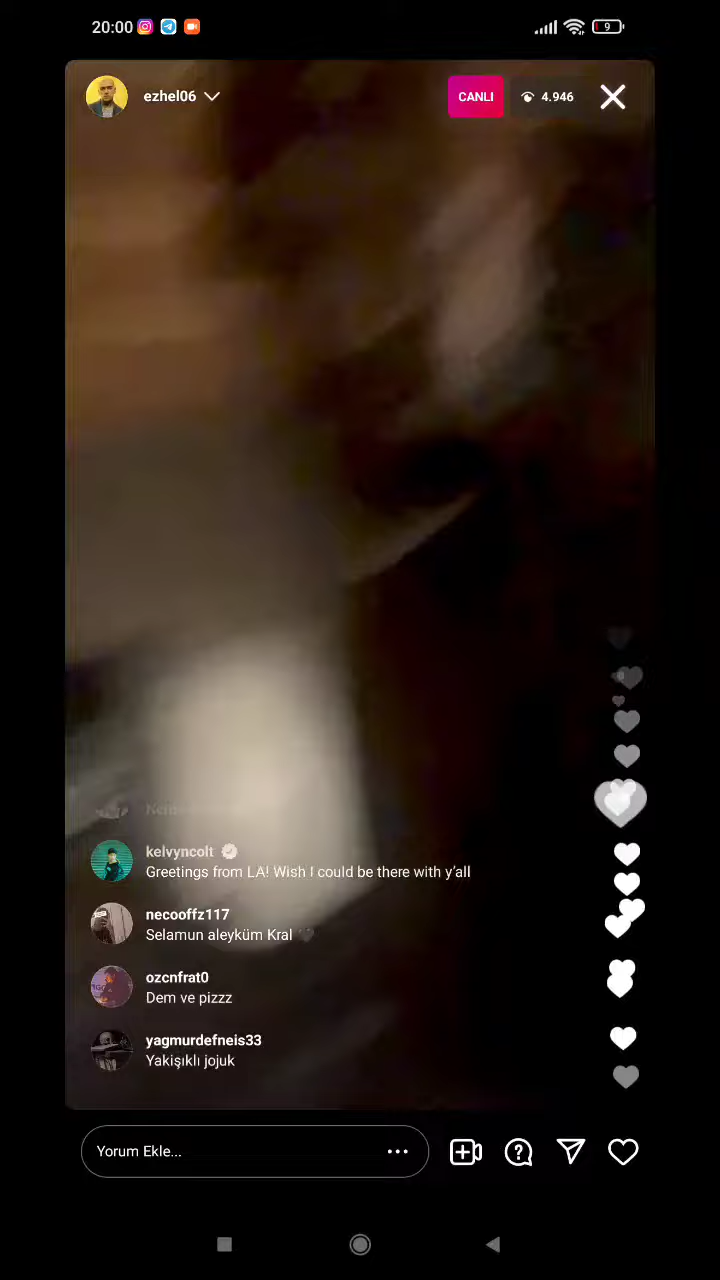 20:00
9
ezhel06
CANLI
4.946
kelvyncolt
Greetings from LA! Wish I could be there with y'all
necooffz117
Selamun aleyküm Kral
ozcnfrat0
Dem ve pizzz
yagmurdefneis33
Yakişıklı jojuk
Yorum Ekle...